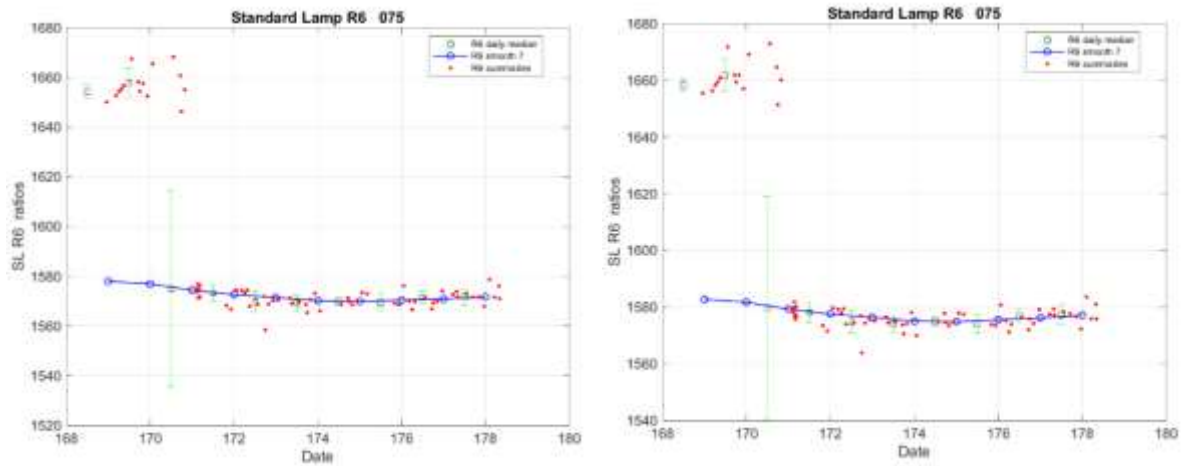 Standard Lamp R6 075
R6 daily median
R6 smooth 7
R6 summaries
1680
1660
1640
1620
1600
1580
1560
1540
1520
SL R6 ratios
168 170 172 174 176 178 180
Date
Standard Lamp R6 075
R6 daily median
R6 smooth 7
R6 summaries
1680
1660
1640
1620
1600
1580
1560
1540
SL R6 ratios
168 170 172 174 176 178 180
Date